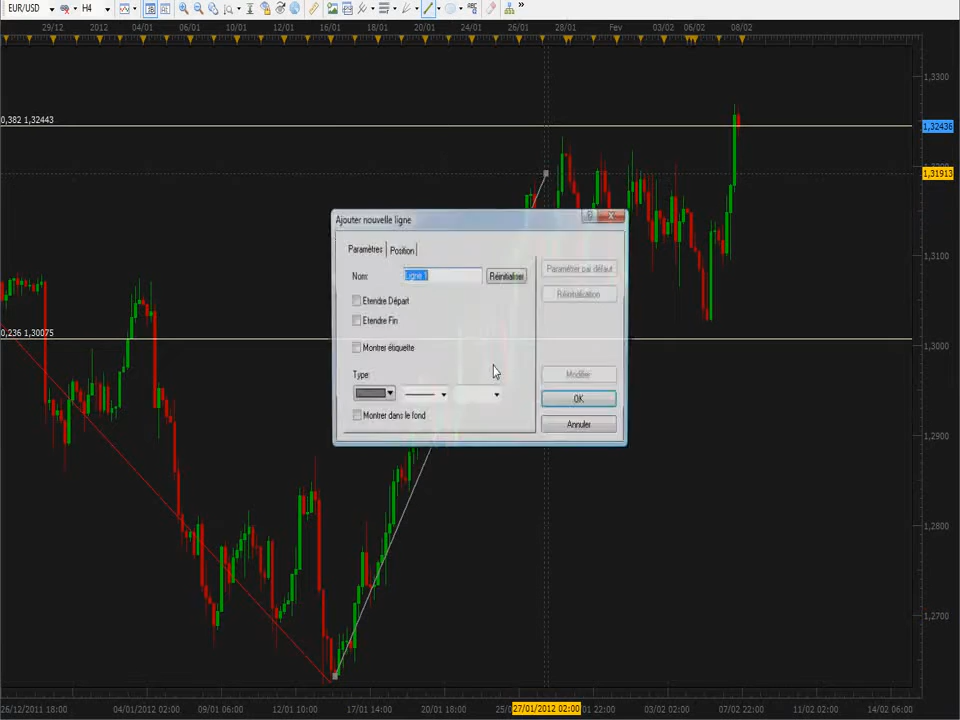 EUR/USD H4
29/12 2012 04/01 06/01 10/01 12/01 16/01 18/01 20/01 24/01 26/01 28/01 Fev 03/02 06/02 08/02
1,3300
0,382 1,32443
1,32436
1,31913
Ajouter nouvelle ligne
Paramètres Position
Nom: Ligne 1 Réinitialiser
Paramètrer par défaut
Etendre Départ
Réinitialisation
Etendre Fin
Montrer étiquette
Type:
Modifier
OK
Montrer dans le fond
Annuler
1,3100
0,236 1,30075
1,3000
1,2900
1,2800
1,2700
26/12/2011 18:00 04/01/2012 02:00 09/01 06:00 12/01 10:00 17/01 14:00 20/01 18:00 27/01/2012 02:00 03/02 02:00 07/02 22:00 11/02 02:00 14/02 06:00